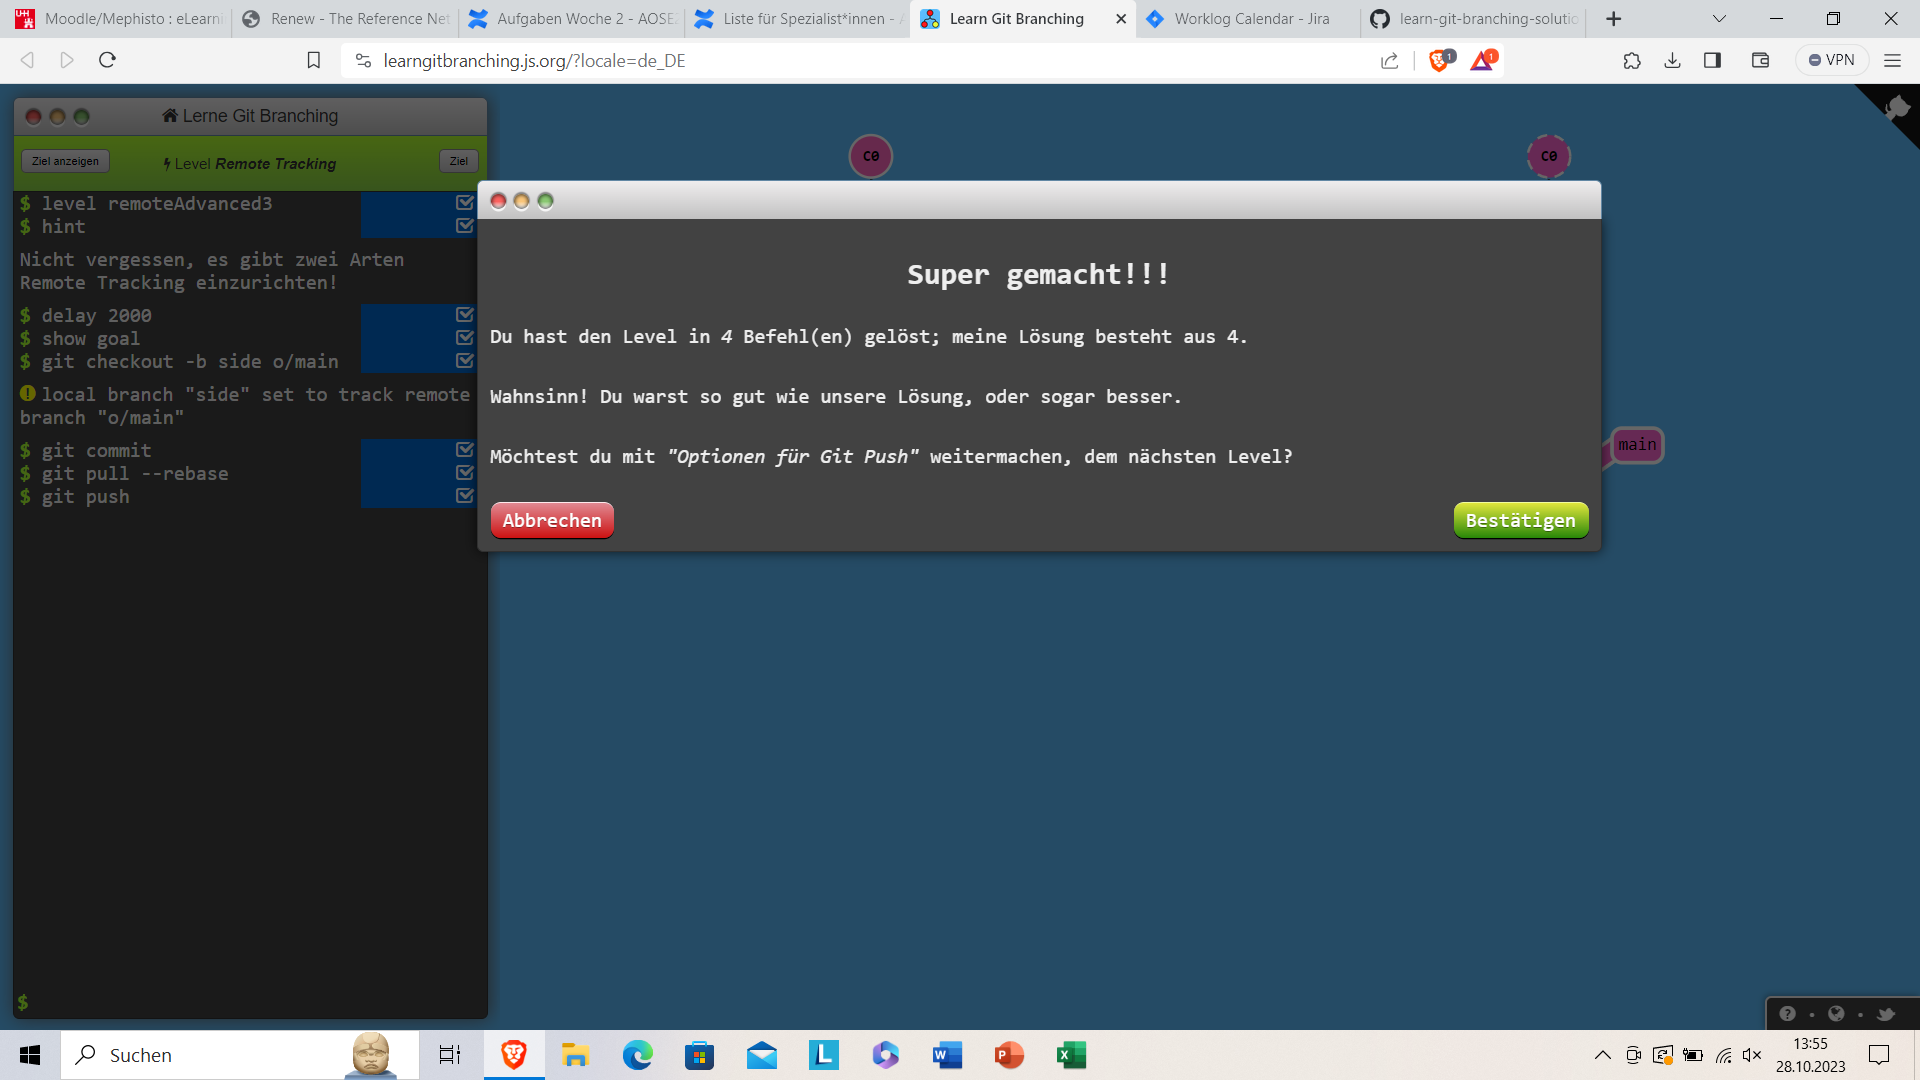 Moodle/Mephisto : eLearni
Renew - The Reference Net
Aufgaben Woche 2 - AOSE
Liste für Spezialist*innen -
Learn Git Branching
Worklog Calendar - Jira
learn-git-branching-solutio
learngitbranching.js.org/?locale=de_DE
1
1
VPN
Lerne Git Branching
Ziel anzeigen
Level Remote Tracking
Ziel
$ level remoteAdvanced3
$ hint
Nicht vergessen, es gibt zwei Arten
Remote Tracking einzurichten!
$ delay 2000
$ show goal
$ git checkout -b side o/main
local branch "side" set to track remote
branch "o/main"
$ git commit
$ git pull --rebase
$ git push
$
C0
C0
main
Super gemacht!!!
Du hast den Level in 4 Befehl(en) gelöst; meine Lösung besteht aus 4.
Wahnsinn! Du warst so gut wie unsere Lösung, oder sogar besser.
Möchtest du mit "Optionen für Git Push" weitermachen, dem nächsten Level?
Abbrechen
Bestätigen
Suchen
13:55
28.10.2023